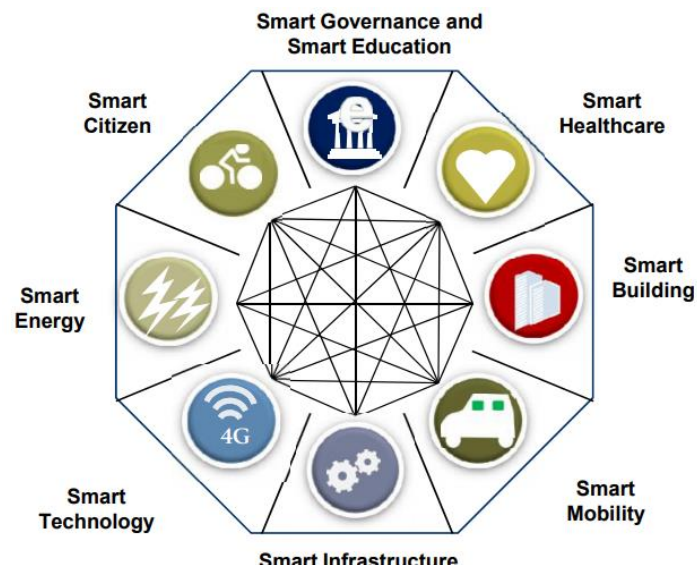 Smart Governance and
Smart Education
Smart
Citizen
Smart
Healthcare
e
Smart
Energy
Smart
Building
4G
Smart
Technology
Smart
Mobility
Smart Infrastructure